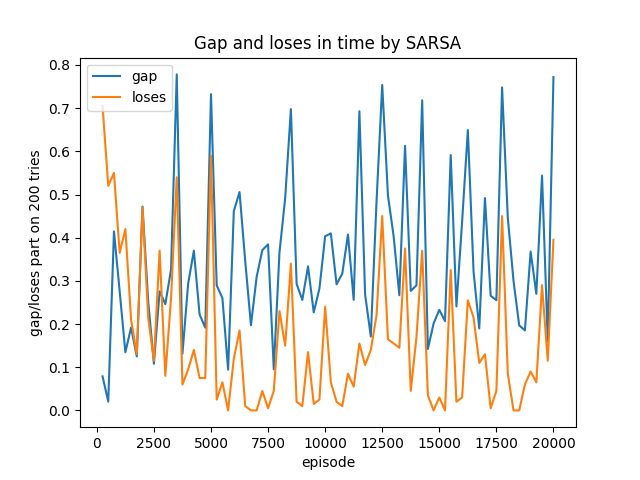 Gap and loses in time by SARSA
gap
loses
gap/loses part on 200 tries
0.8
0.7
0.6
0.5
0.4
0.3
0.2
0.1
0.0
0 2500 5000 7500 10000 12500 15000 17500 20000
episode